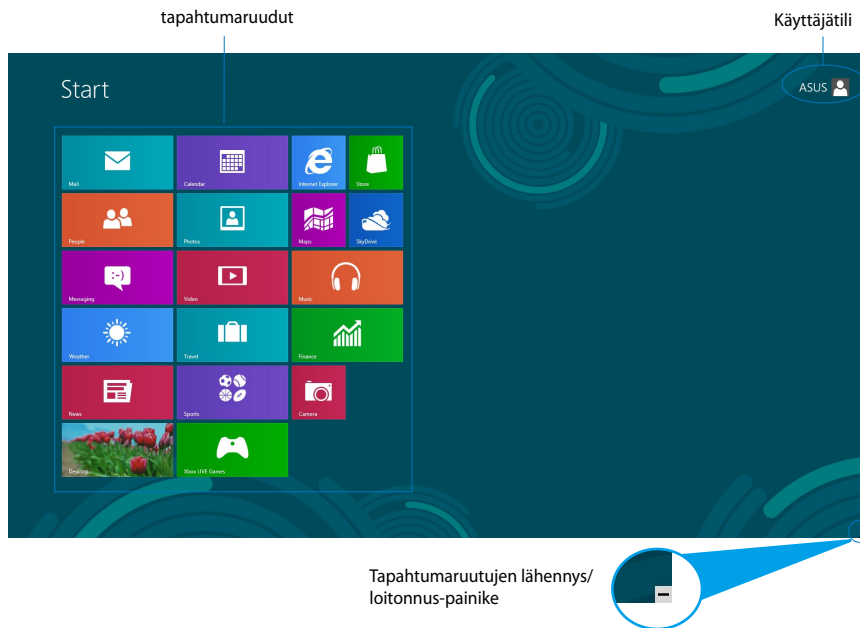 tapahtumaruudut
Käyttäjätili
Start
ASUS
Mail
Calendar
Internet Explorer
Store
People
Photos
Maps
SkyDrive
Messaging
Video
Music
Weather
Travel
Finance
News
Sports
Camera
Desktop
Xbox LIVE Games
Tapahtumaruutujen lähennys/
loitonnus-painike